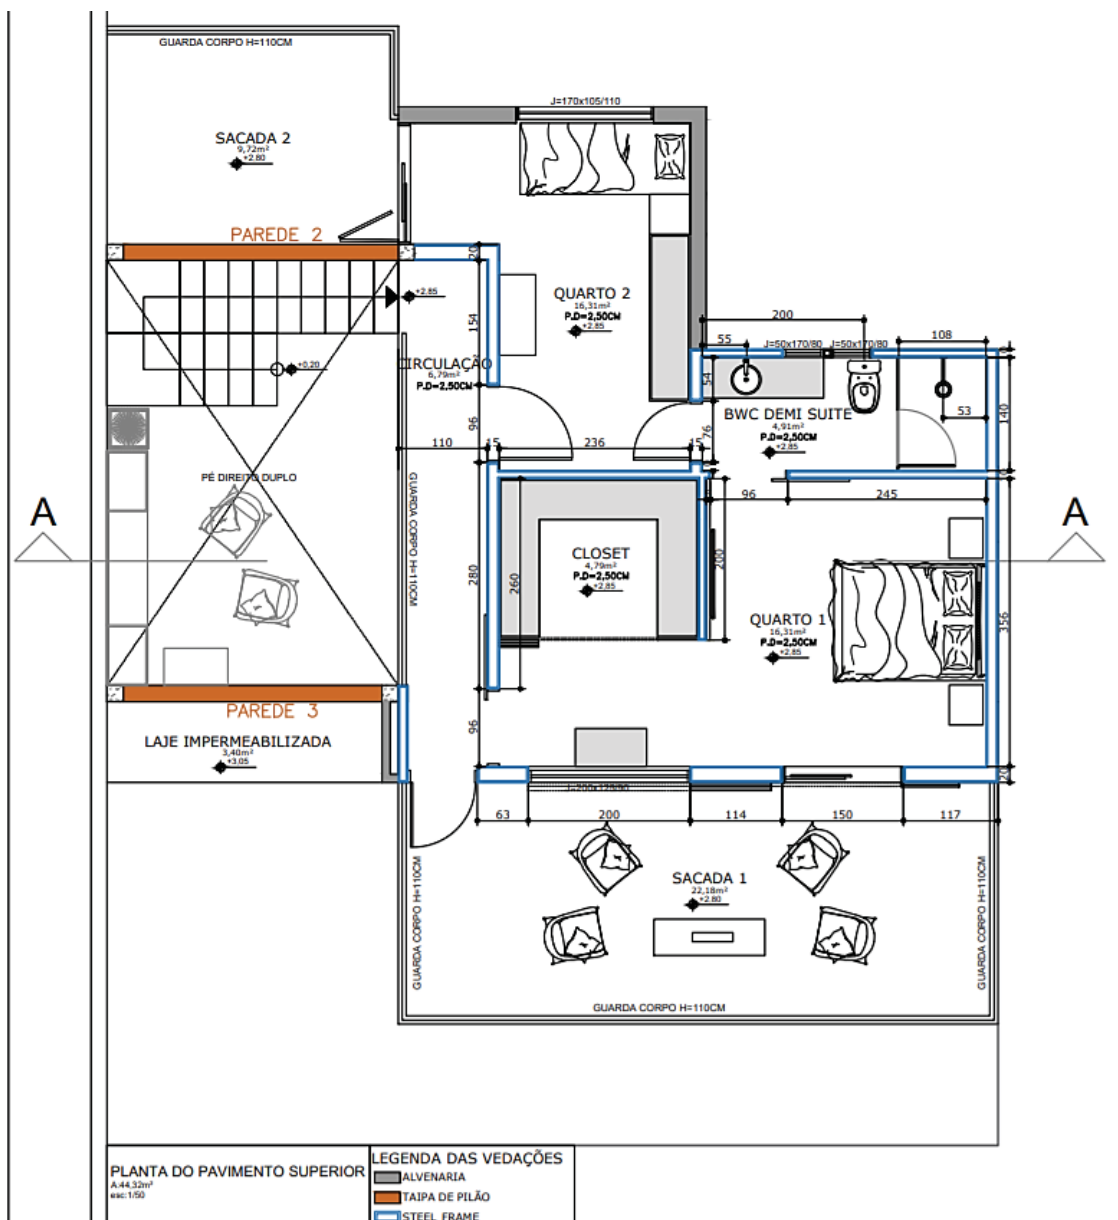 GUARDA CORPO H=110CM
J=170x105/110
SACADA 2
9,72m²
+2.80
PAREDE 2
20
+2.85
QUARTO 2
16,31m²
P.D=2,50CM
+2.85
154
200
55
J=50x170/80
J=50x170/80
108
CIRCULAÇÃO
6,79m²
P.D=2,50CM
+0,20
54
BWC DEMI SUITE
4,91m²
P.D=2,50CM
+2.85
53
140
96
76
110
15
236
15
PÉ DIREITO DUPLO
GUARDA CORPO H=110CM
96
245
A
A
CLOSET
4,79m²
P.D=2,50CM
+2.85
280
260
200
QUARTO 1
16,31m²
P.D=2,50CM
+2.85
356
PAREDE 3
LAJE IMPERMEABILIZADA
3,40m²
+3.05
96
20
J=200x129/90
63
200
114
150
117
SACADA 1
22,18m²
+2.80
GUARDA CORPO H=110CM
GUARDA CORPO H=110CM
GUARDA CORPO H=110CM
PLANTA DO PAVIMENTO SUPERIOR
A:44,32m²
esc:1/50
LEGENDA DAS VEDAÇÕES
ALVENARIA
TAIPA DE PILÃO
STEEL FRAME